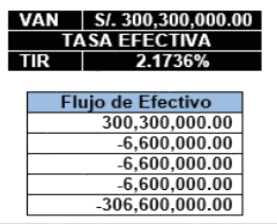 VAN S/. 300,300,000.00
TASA EFECTIVA
TIR 2.1736%
Flujo de Efectivo
300,300,000.00
-6,600,000.00
-6,600,000.00
-6,600,000.00
-306,600,000.00